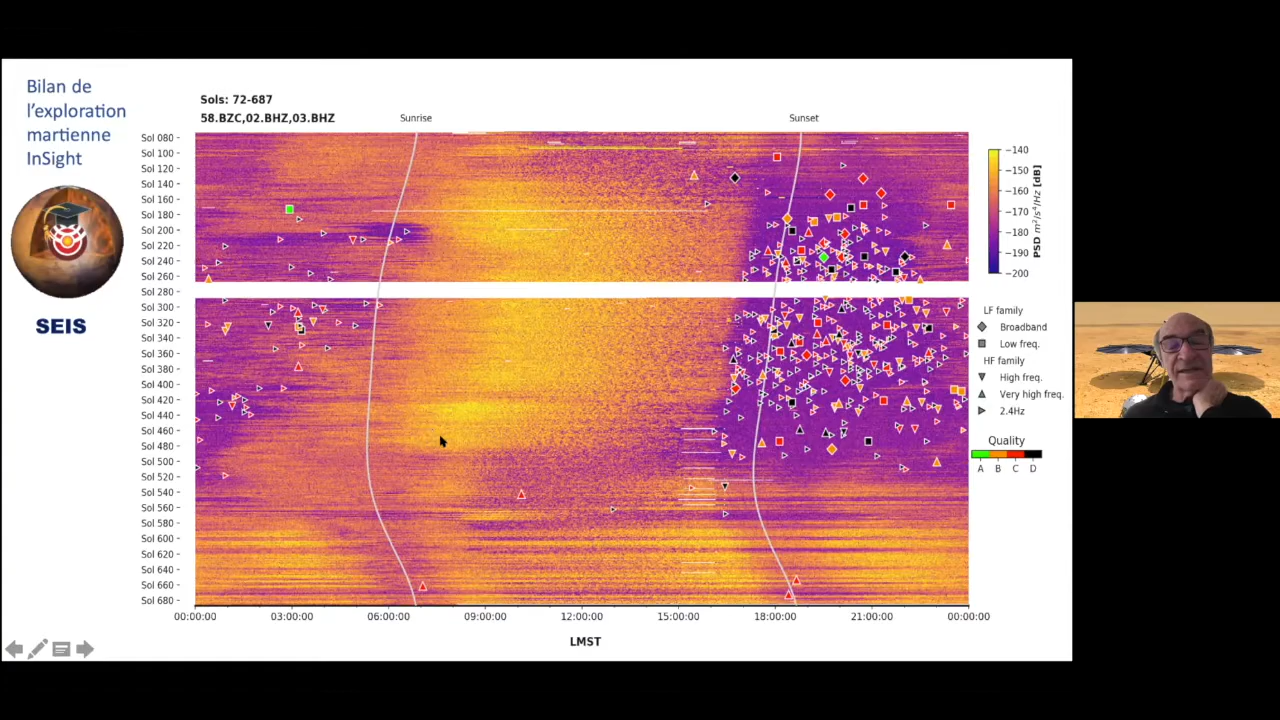 Bilan de
l'exploration
martienne
InSight
SEIS
Sols: 72-687
58.BZC,02.BHZ,03.BHZ
Sunrise
Sunset
Sol 080
Sol 100
Sol 120
Sol 140
Sol 160
Sol 180
Sol 200
Sol 220
Sol 240
Sol 260
Sol 280
Sol 300
Sol 320
Sol 340
Sol 360
Sol 380
Sol 400
Sol 420
Sol 440
Sol 460
Sol 480
Sol 500
Sol 520
Sol 540
Sol 560
Sol 580
Sol 600
Sol 620
Sol 640
Sol 660
Sol 680
00:00:00 03:00:00 06:00:00 09:00:00 12:00:00 15:00:00 18:00:00 21:00:00 00:00:00
LMST
−140
−150
−160
−170
−180
−190
−200
PSD m²/s⁴/Hz [dB]
LF family
Broadband
Low freq.
HF family
High freq.
Very high freq.
2.4Hz
Quality
A B C D